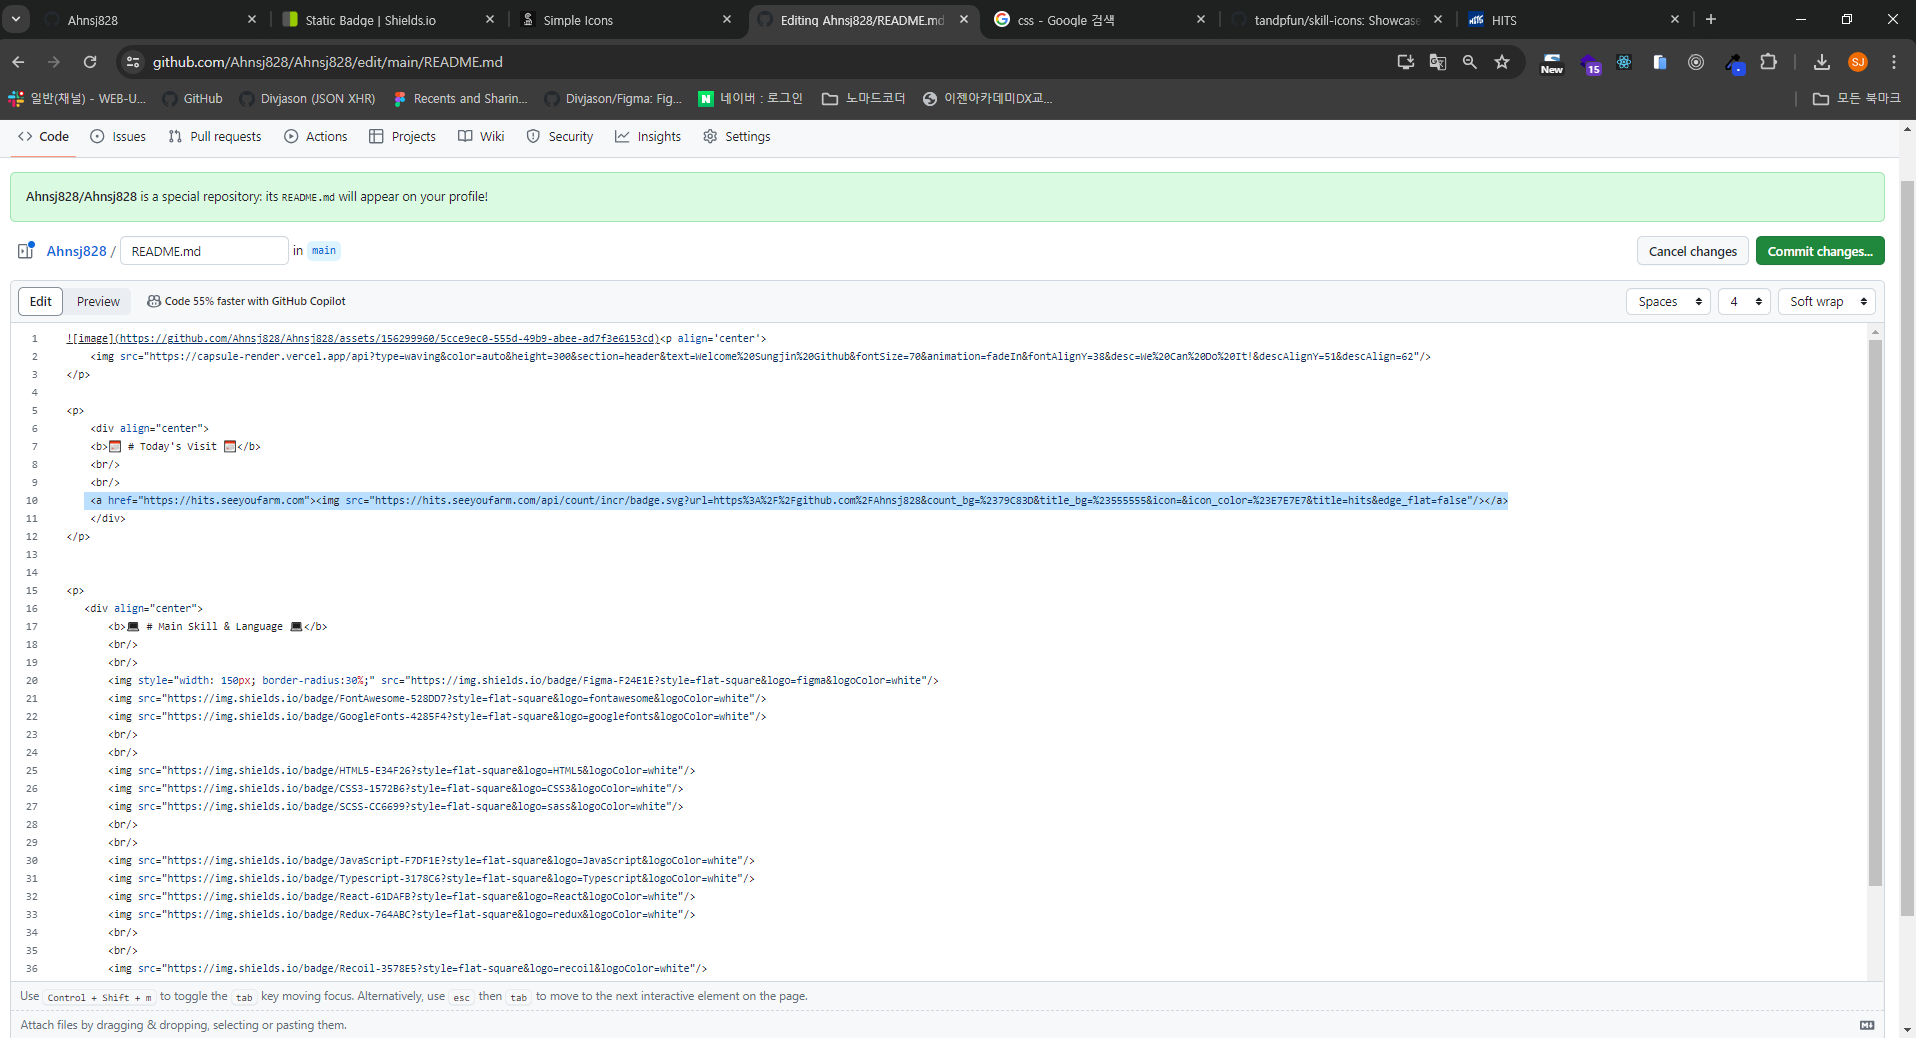 Ahnsj828
Static Badge | Shields.io
Simple Icons
Editing Ahnsj828/README.md
css - Google 검색
tandpfun/skill-icons: Showcase
HITS
github.com/Ahnsj828/Ahnsj828/edit/main/README.md
New
15
SJ
일반(채널) - WEB-U...
GitHub
Divjason (JSON XHR)
Recents and Sharin...
Divjason/Figma: Fig...
N 네이버 : 로그인
노마드코더
이젠아카데미DX교...
모든 북마크
Code
Issues
Pull requests
Actions
Projects
Wiki
Security
Insights
Settings
Ahnsj828/Ahnsj828 is a special repository: its README.md will appear on your profile!
Ahnsj828 / README.md in main
Cancel changes
Commit changes...
Edit
Preview
Code 55% faster with GitHub Copilot
Spaces
4
Soft wrap
1 ![image](https://github.com/Ahnsj828/Ahnsj828/assets/156299960/5cce9ec0-555d-49b9-abee-ad7f3e6153cd)<p align='center'>
2 <img src="https://capsule-render.vercel.app/api?type=waving&color=auto&height=300&section=header&text=Welcome%20Sungjin%20Github&fontSize=70&animation=fadeIn&fontAlignY=38&desc=We%20Can%20Do%20It!&descAlignY=51&descAlign=62"/>
3 </p>
4
5 <p>
6 <div align="center">
7 <b>🗓️ # Today's Visit 🗓️</b>
8 <br/>
9 <br/>
10 <a href="https://hits.seeyoufarm.com"><img src="https://hits.seeyoufarm.com/api/count/incr/badge.svg?url=https%3A%2F%2Fgithub.com%2FAhnsj828&count_bg=%2379C83D&title_bg=%23555555&icon=&icon_color=%23E7E7E7&title=hits&edge_flat=false"/></a>
11 </div>
12 </p>
13
14
15 <p>
16 <div align="center">
17 <b>💻 # Main Skill & Language 💻</b>
18 <br/>
19 <br/>
20 <img style="width: 150px; border-radius:30%;" src="https://img.shields.io/badge/Figma-F24E1E?style=flat-square&logo=figma&logoColor=white"/>
21 <img src="https://img.shields.io/badge/FontAwesome-528DD7?style=flat-square&logo=fontawesome&logoColor=white"/>
22 <img src="https://img.shields.io/badge/GoogleFonts-4285F4?style=flat-square&logo=googlefonts&logoColor=white"/>
23 <br/>
24 <br/>
25 <img src="https://img.shields.io/badge/HTML5-E34F26?style=flat-square&logo=HTML5&logoColor=white"/>
26 <img src="https://img.shields.io/badge/CSS3-1572B6?style=flat-square&logo=CSS3&logoColor=white"/>
27 <img src="https://img.shields.io/badge/SCSS-CC6699?style=flat-square&logo=sass&logoColor=white"/>
28 <br/>
29 <br/>
30 <img src="https://img.shields.io/badge/JavaScript-F7DF1E?style=flat-square&logo=JavaScript&logoColor=white"/>
31 <img src="https://img.shields.io/badge/Typescript-3178C6?style=flat-square&logo=Typescript&logoColor=white"/>
32 <img src="https://img.shields.io/badge/React-61DAFB?style=flat-square&logo=React&logoColor=white"/>
33 <img src="https://img.shields.io/badge/Redux-764ABC?style=flat-square&logo=redux&logoColor=white"/>
34 <br/>
35 <br/>
36 <img src="https://img.shields.io/badge/Recoil-3578E5?style=flat-square&logo=recoil&logoColor=white"/>
Use Control + Shift + m to toggle the tab key moving focus. Alternatively, use esc then tab to move to the next interactive element on the page.
Attach files by dragging & dropping, selecting or pasting them.